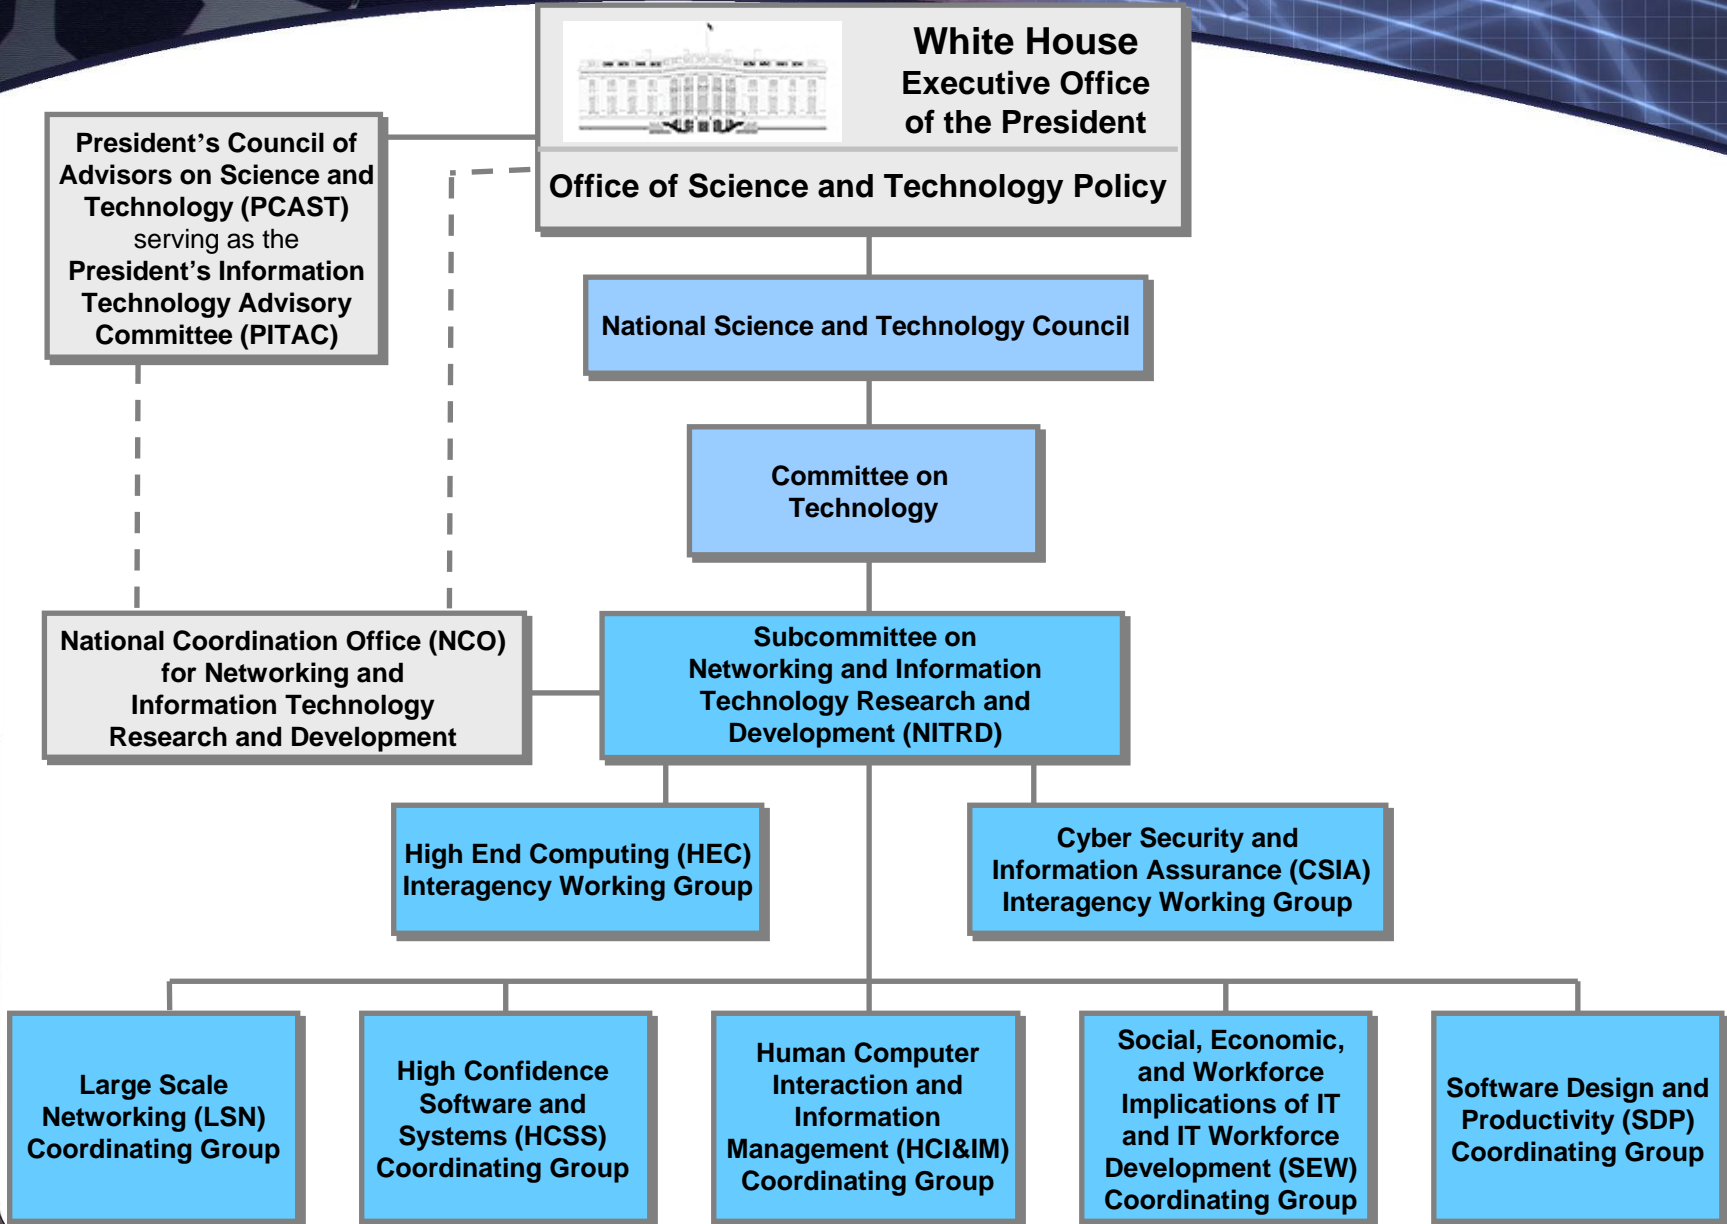 White House
Executive Office
of the President
Office of Science and Technology Policy
President’s Council of
Advisors on Science and
Technology (PCAST)
serving as the
President’s Information
Technology Advisory
Committee (PITAC)
National Science and Technology Council
Committee on
Technology
National Coordination Office (NCO)
for Networking and
Information Technology
Research and Development
Subcommittee on
Networking and Information
Technology Research and
Development (NITRD)
High End Computing (HEC)
Interagency Working Group
Cyber Security and
Information Assurance (CSIA)
Interagency Working Group
Large Scale
Networking (LSN)
Coordinating Group
High Confidence
Software and
Systems (HCSS)
Coordinating Group
Human Computer
Interaction and
Information
Management (HCI&IM)
Coordinating Group
Social, Economic,
and Workforce
Implications of IT
and IT Workforce
Development (SEW)
Coordinating Group
Software Design and
Productivity (SDP)
Coordinating Group